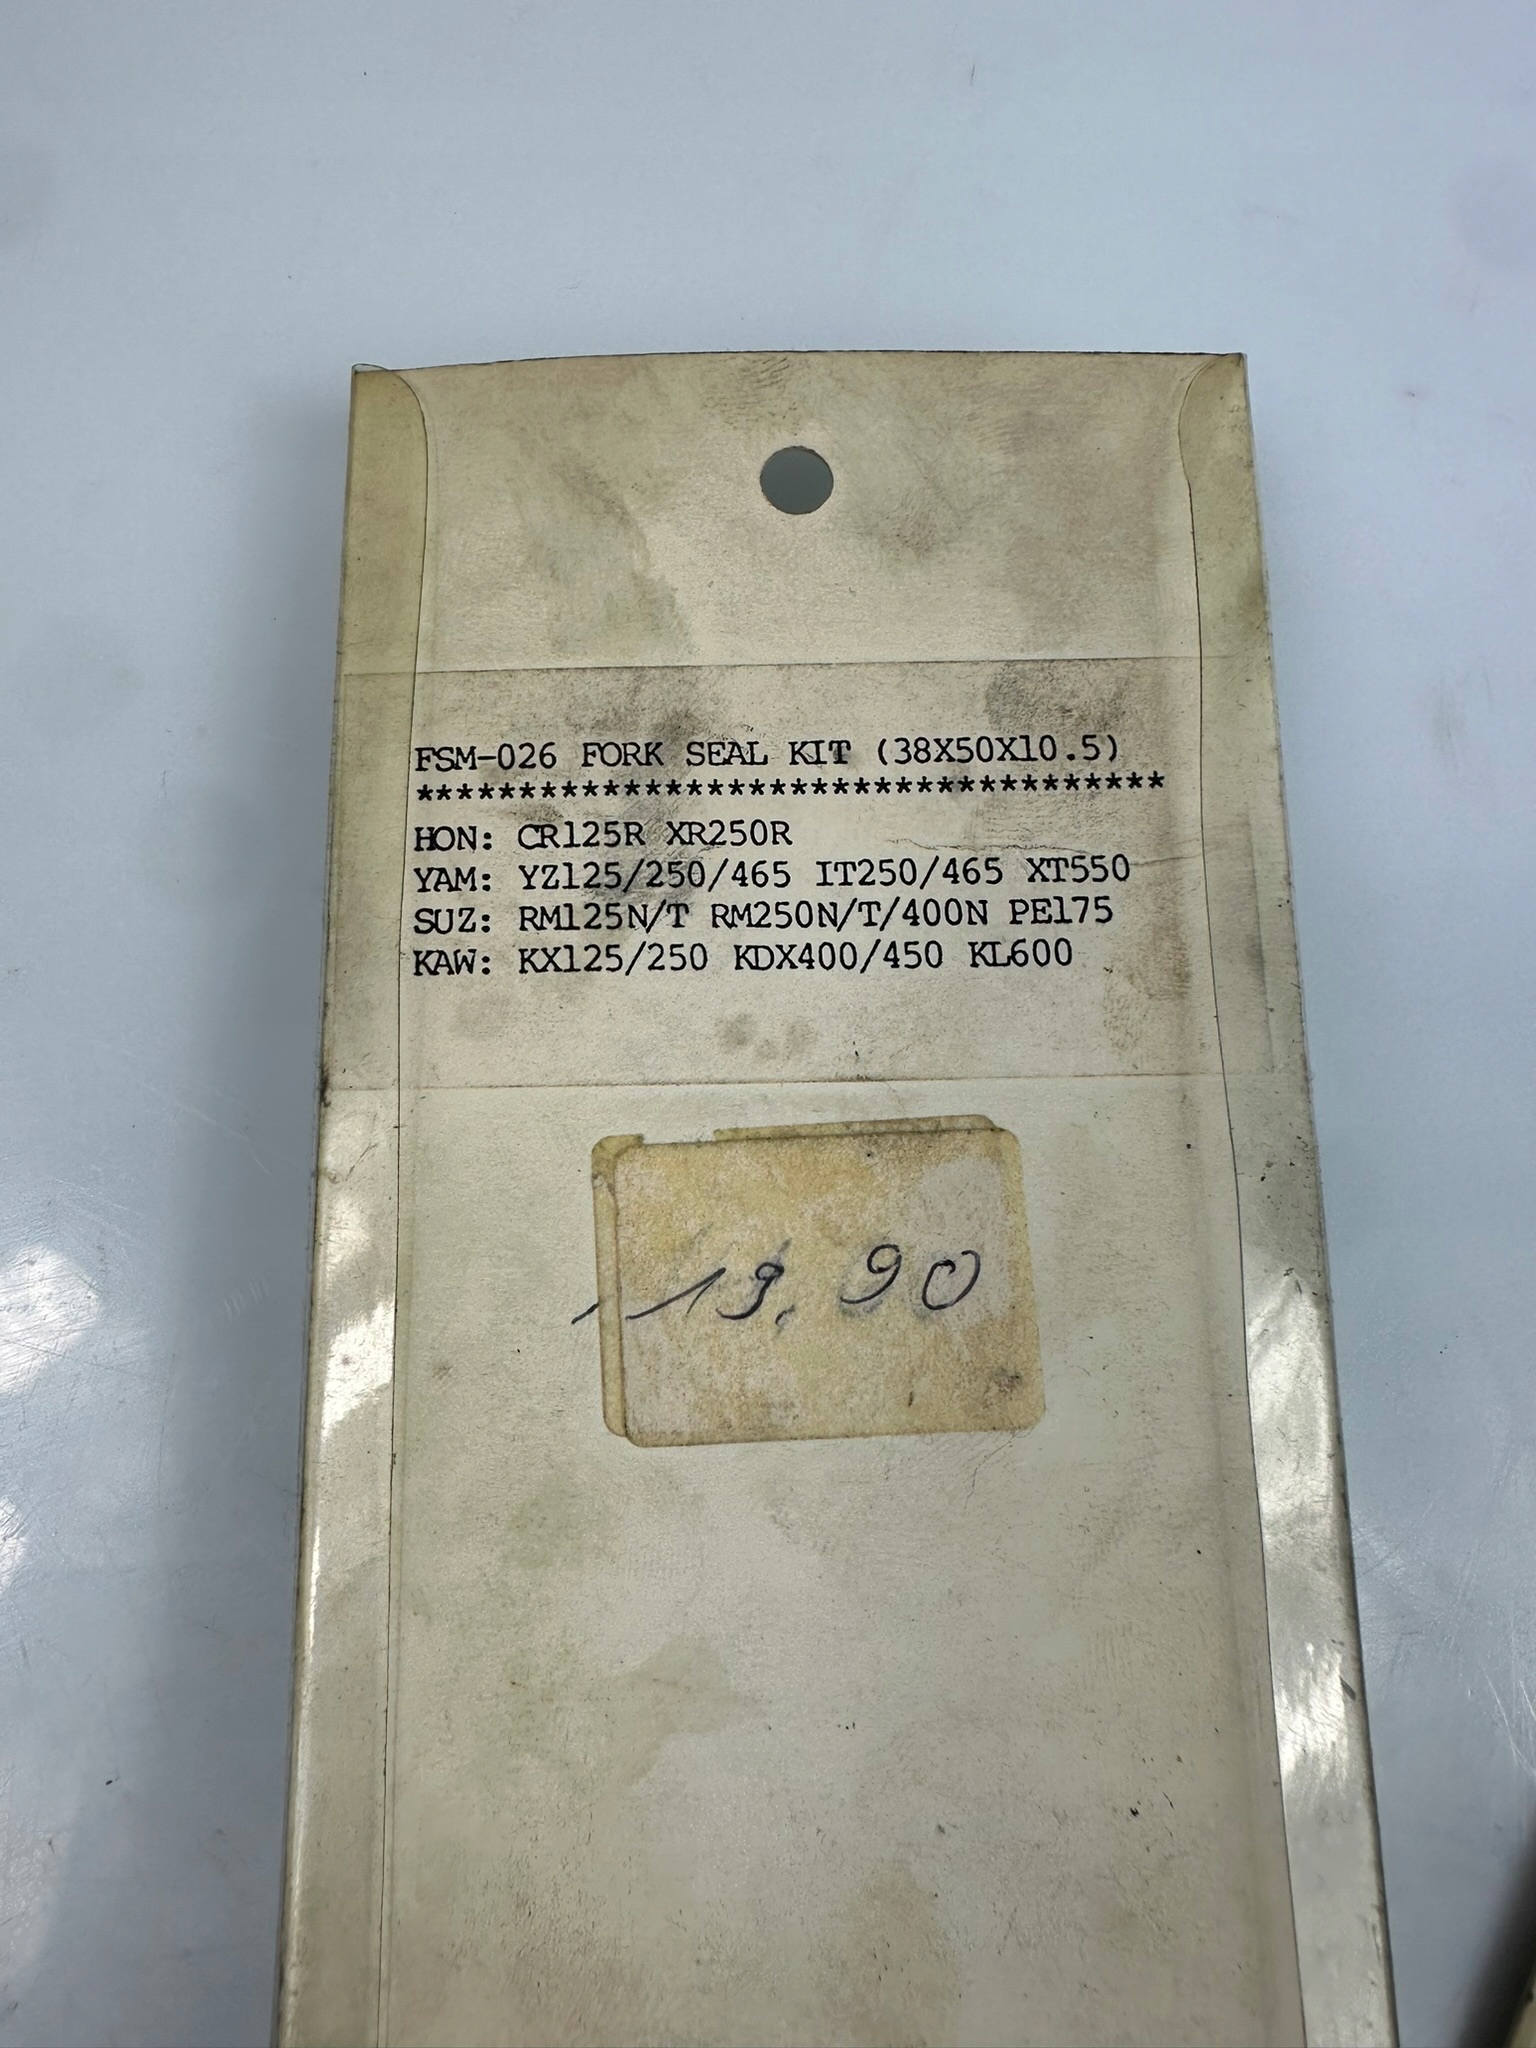 FSM-026 FORK SEAL KIT (38X50X10.5)
************************************
HON: CR125R XR250R
YAM: YZ125/250/465 IT250/465 XT550
SUZ: RM125N/T RM250N/T/400N PE175
KAW: KX125/250 KDX400/450 KL600
19.90